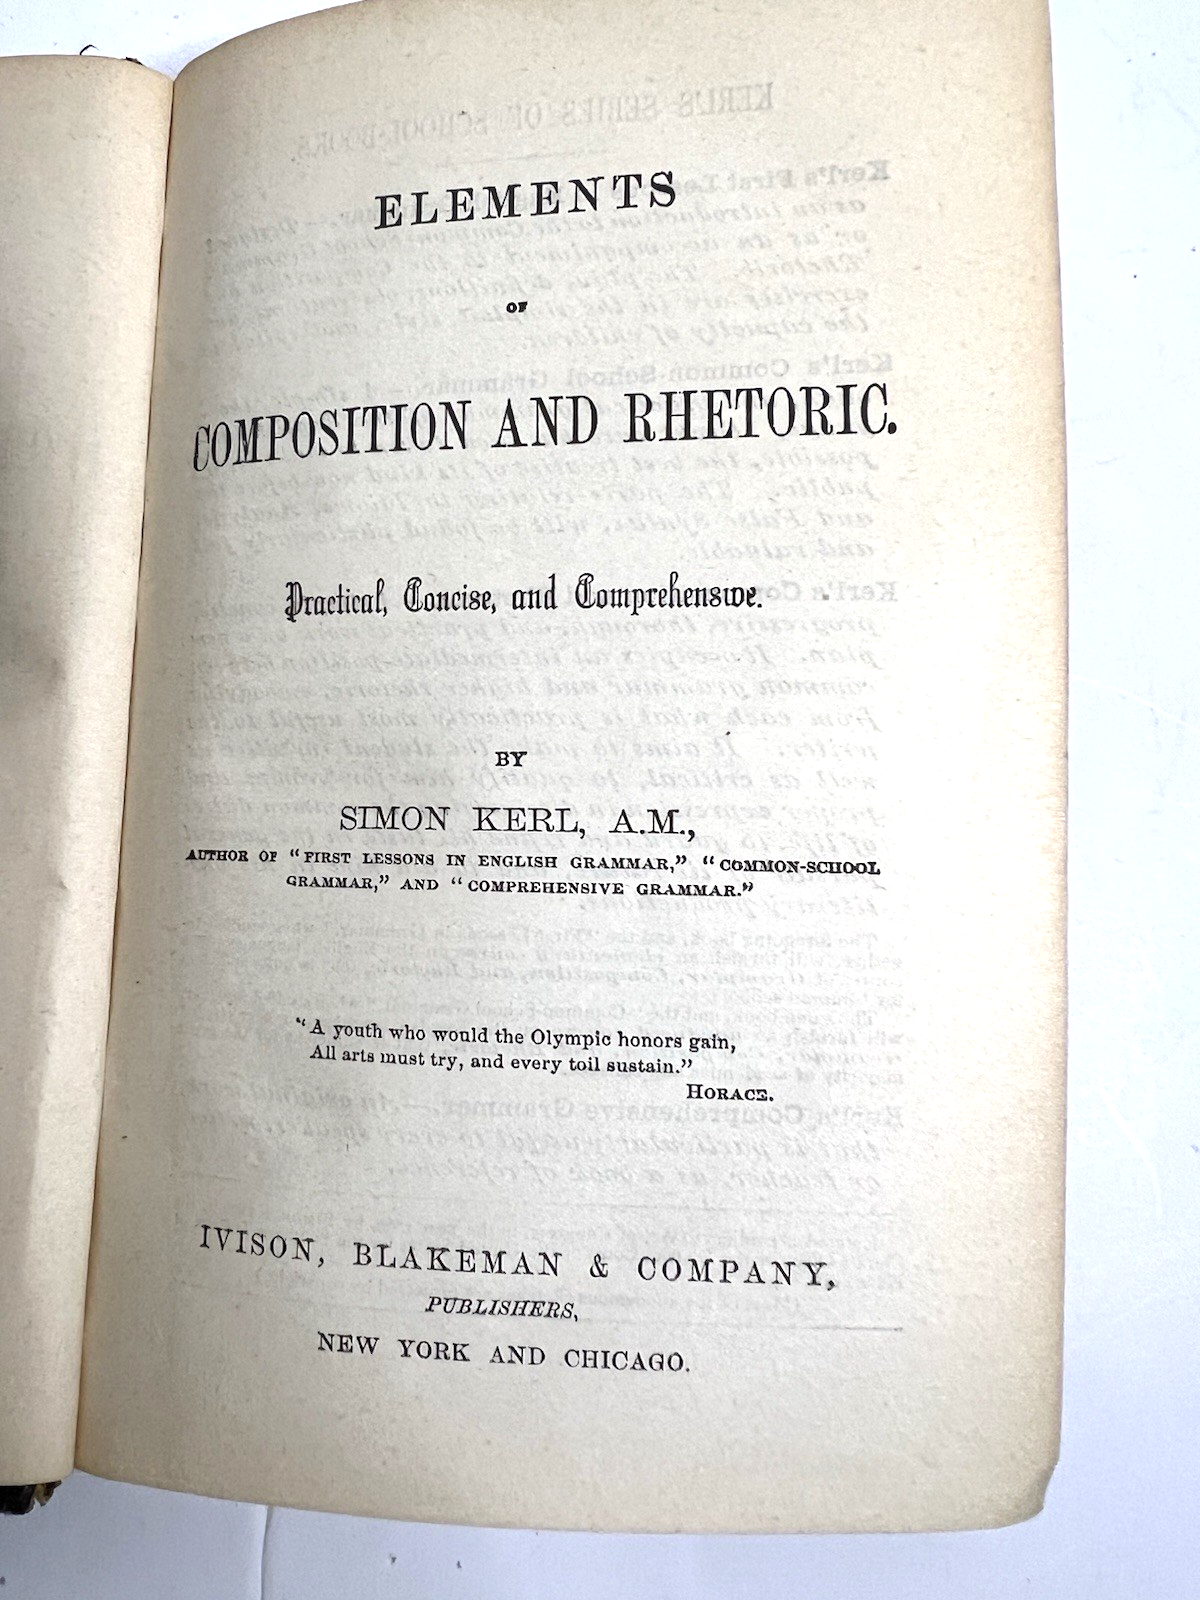 ELEMENTS
OF
COMPOSITION AND RHETORIC.
Practical, Concise, and Comprehensive.
BY
SIMON KERL, A.M.,
AUTHOR OF “FIRST LESSONS IN ENGLISH GRAMMAR,” “COMMON-SCHOOL
GRAMMAR,” AND “COMPREHENSIVE GRAMMAR.”
“A youth who would the Olympic honors gain,
All arts must try, and every toil sustain.”
HORACE.
IVISON, BLAKEMAN & COMPANY,
PUBLISHERS,
NEW YORK AND CHICAGO.